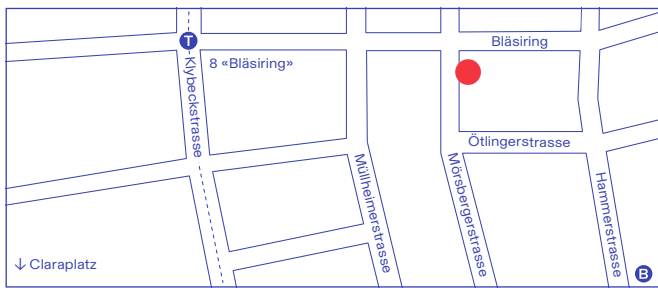 Bläsiring
T
8 «Bläsiring»
Klybeckstrasse
Ötlingerstrasse
Müllheimerstrasse
Mörsbergerstrasse
Hammerstrasse
↓ Claraplatz
B